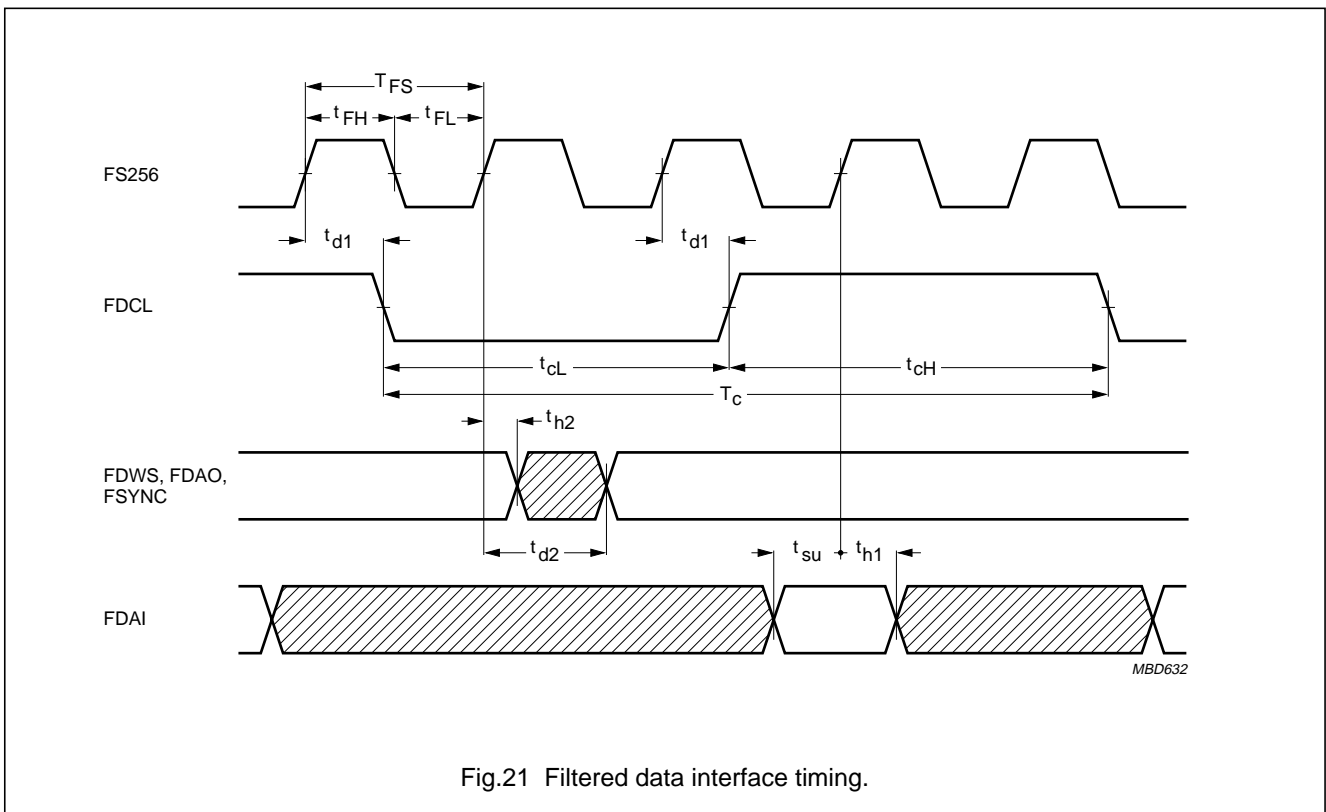 T FS
t FH t FL
FS256
t d1 t d1
FDCL
t cL t cH
T c
t h2
FDWS, FDAO,
FSYNC
t d2 t su t h1
FDAI
MBD632
Fig.21 Filtered data interface timing.